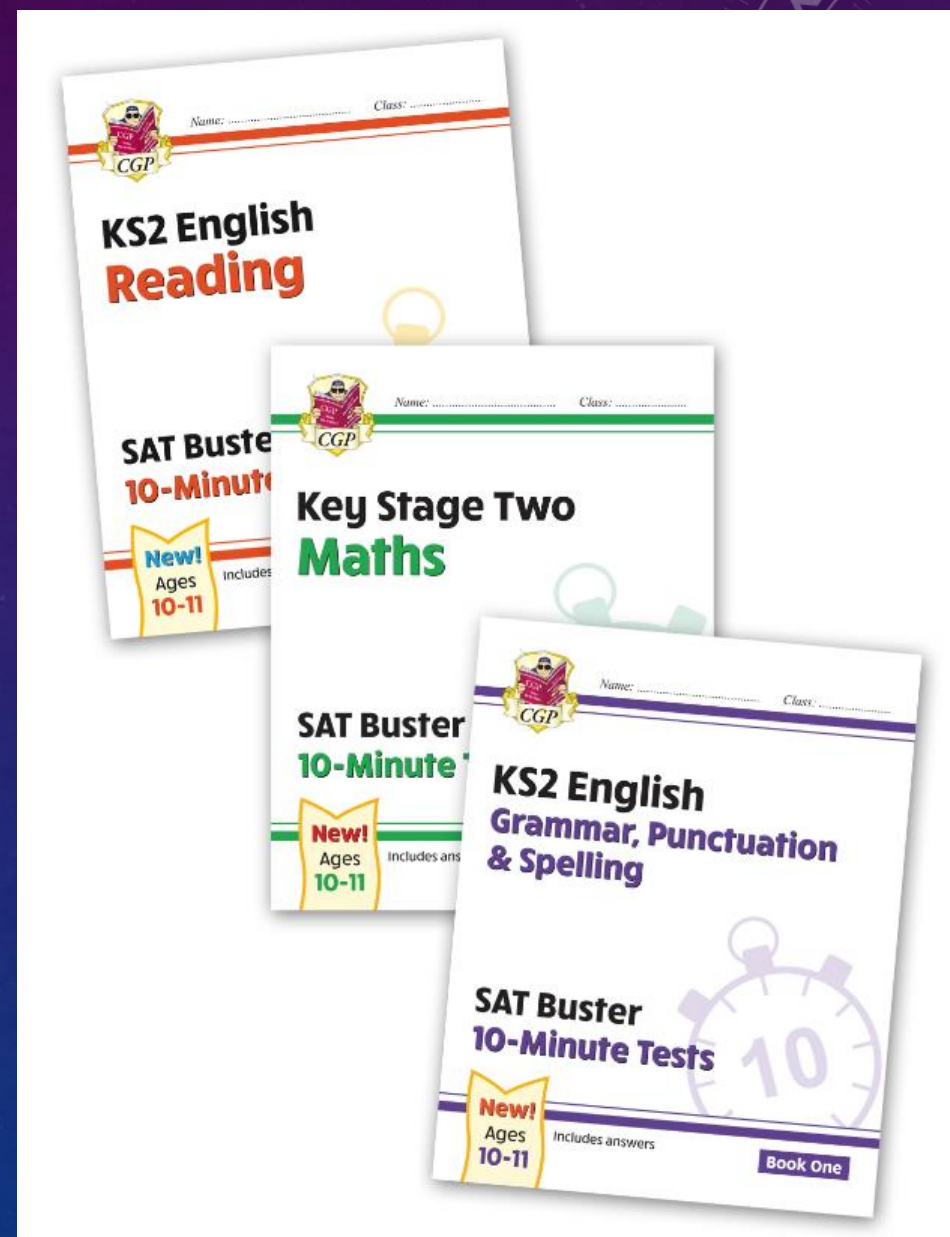 Name: ........................ Class: ................
CGP
KS2 English
Reading
SAT Buste
10-Minute
New!
Ages
10-11
Includes
Name: ........................ Class: ................
CGP
Key Stage Two
Maths
SAT Buster
10-Minute
New!
Ages
10-11
Includes ans
Name: ........................ Class: ................
CGP
KS2 English
Grammar, Punctuation
& Spelling
SAT Buster
10-Minute Tests
10
New!
Ages
10-11
Includes answers
Book One